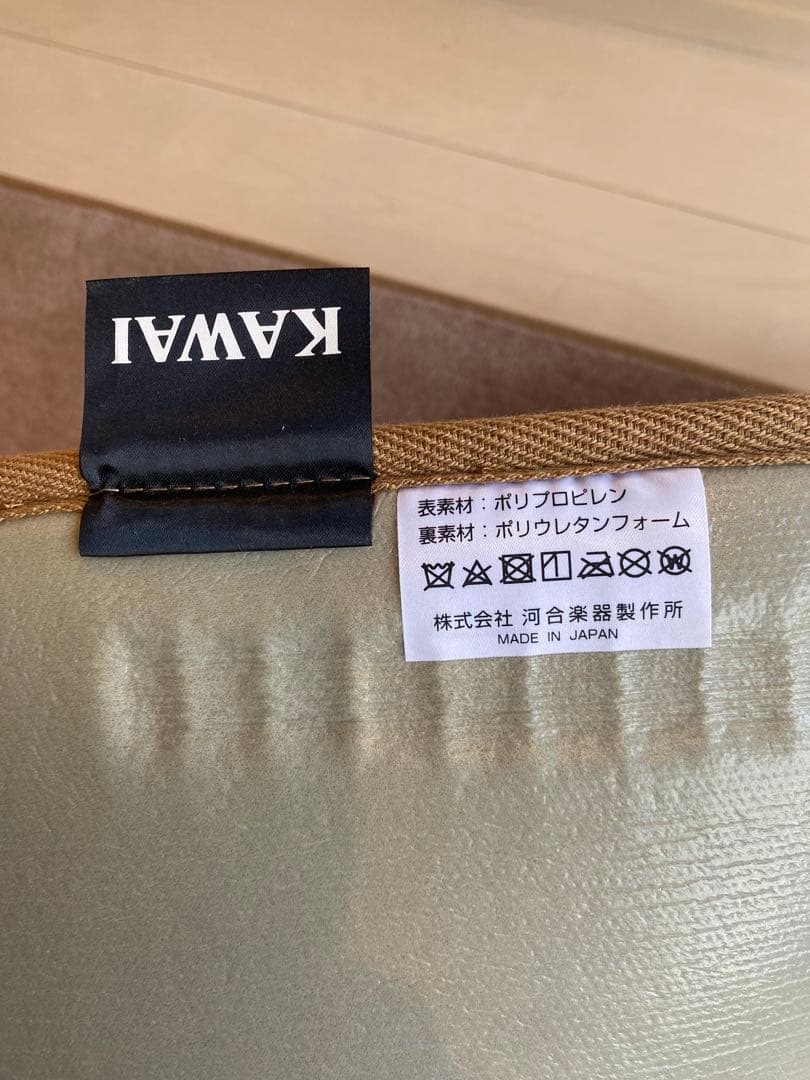 KAWAI
表素材：ポリプロピレン
裏素材：ポリウレタンフォーム
W
株式会社 河合楽器製作所
MADE IN JAPAN